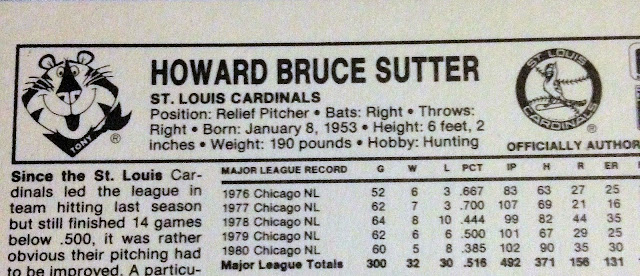 HOWARD BRUCE SUTTER
ST. LOUIS CARDINALS
Position: Relief Pitcher • Bats: Right • Throws:
Right • Born: January 8, 1953 • Height: 6 feet, 2
inches • Weight: 190 pounds • Hobby: Hunting
TONY ®
ST. LOUIS
CARDINALS ®
OFFICIALLY AUTHOR
Since the St. Louis Car-
dinals led the league in
team hitting last season
but still finished 14 games
below .500, it was rather
obvious their pitching had
to be improved. A particu-
MAJOR LEAGUE RECORD G W L PCT IP H R ER
1976 Chicago NL 52 6 3 .667 83 63 27 25
1977 Chicago NL 62 7 3 .700 107 69 21 16
1978 Chicago NL 64 8 10 .444 99 82 44 35
1979 Chicago NL 62 6 6 .500 101 67 29 25
1980 Chicago NL 60 5 8 .385 102 90 35 30
Major League Totals 300 32 30 .516 492 371 156 131